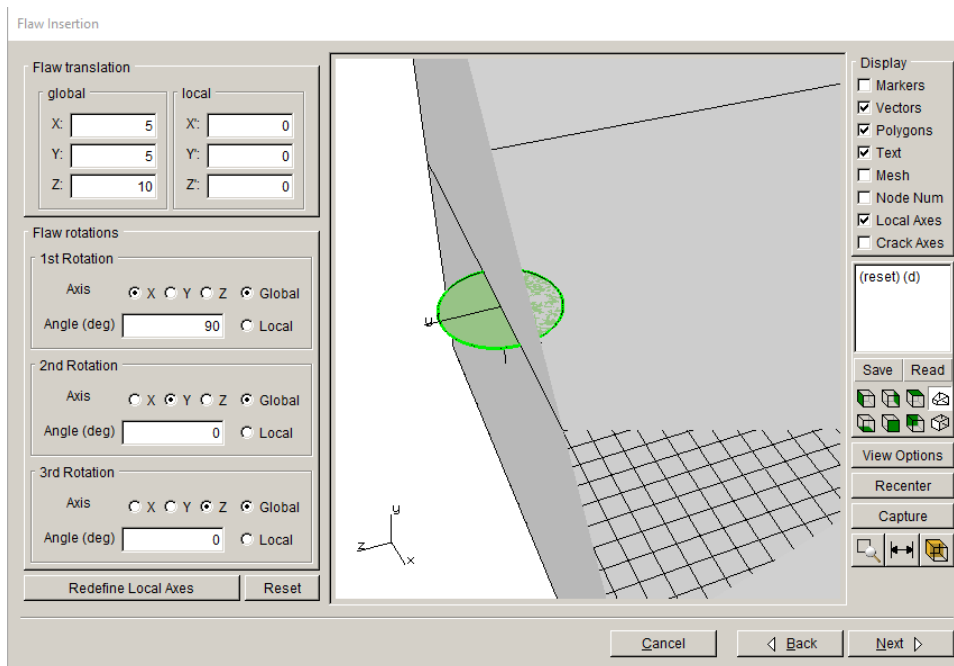 Flaw Insertion
Flaw translation
global
X: 5
Y: 5
Z: 10
local
X': 0
Y': 0
Z': 0
Flaw rotations
1st Rotation
Axis X Y Z Global
Angle (deg) 90 Local
2nd Rotation
Axis X Y Z Global
Angle (deg) 0 Local
3rd Rotation
Axis X Y Z Global
Angle (deg) 0 Local
Redefine Local Axes Reset
y
y
z
x
Display
Markers
Vectors
Polygons
Text
Mesh
Node Num
Local Axes
Crack Axes
(reset) (d)
Save Read
View Options
Recenter
Capture
Cancel Back Next